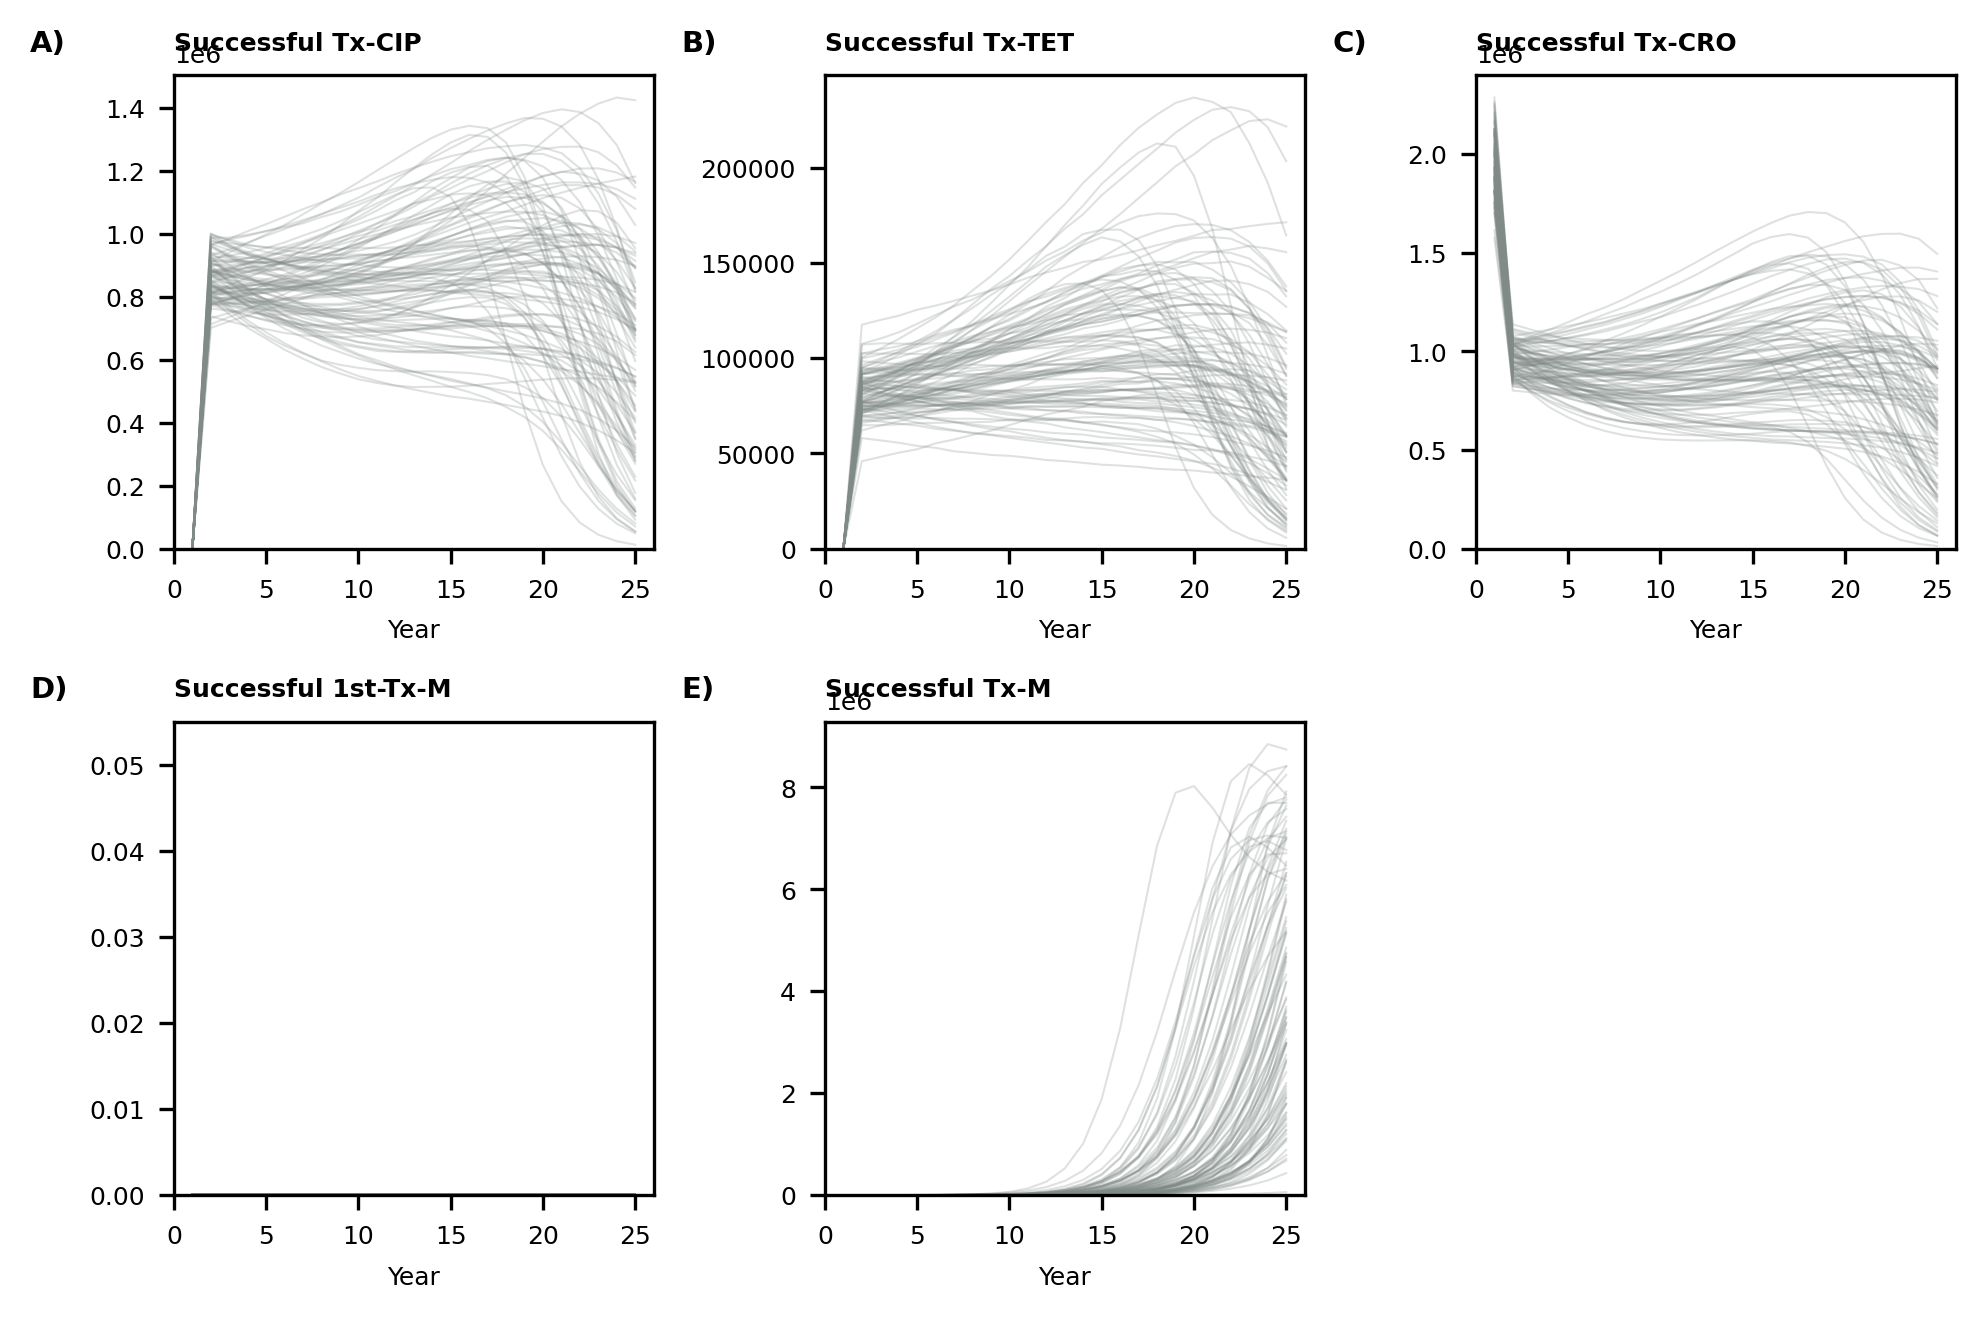 A) Successful Tx-CIP
1e6
1.4
1.2
1.0
0.8
0.6
0.4
0.2
0.0
0 5 10 15 20 25
Year
B) Successful Tx-TET
200000
150000
100000
50000
0
0 5 10 15 20 25
Year
C) Successful Tx-CRO
1e6
2.0
1.5
1.0
0.5
0.0
0 5 10 15 20 25
Year
D) Successful 1st-Tx-M
0.05
0.04
0.03
0.02
0.01
0.00
0 5 10 15 20 25
Year
E) Successful Tx-M
1e6
8
6
4
2
0
0 5 10 15 20 25
Year